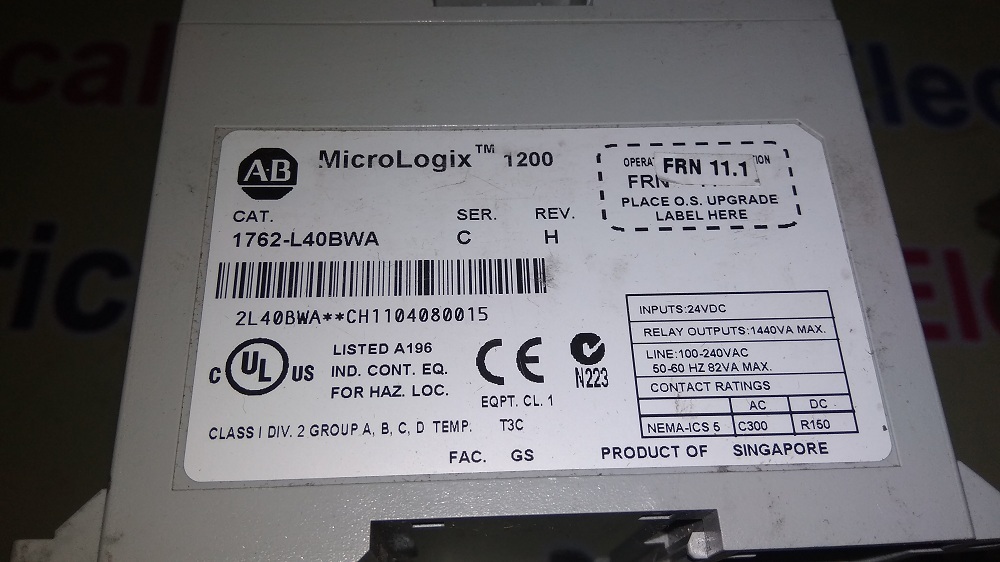 A·B
MicroLogix™ 1200
CAT. SER. REV.
1762-L40BWA C H
FRN 11.1
FRN
PLACE O.S. UPGRADE
LABEL HERE
2L40BWA**CH1104080015
C UL US
LISTED A196
IND. CONT. EQ.
FOR HAZ. LOC.
CE
EQPT. CL. 1
N223
CLASS I DIV. 2 GROUP A, B, C, D TEMP. T3C
FAC. GS
PRODUCT OF SINGAPORE
INPUTS:24VDC
RELAY OUTPUTS:1440VA MAX.
LINE:100-240VAC
50-60 HZ 82VA MAX.
CONTACT RATINGS
AC DC
NEMA-ICS 5 C300 R150